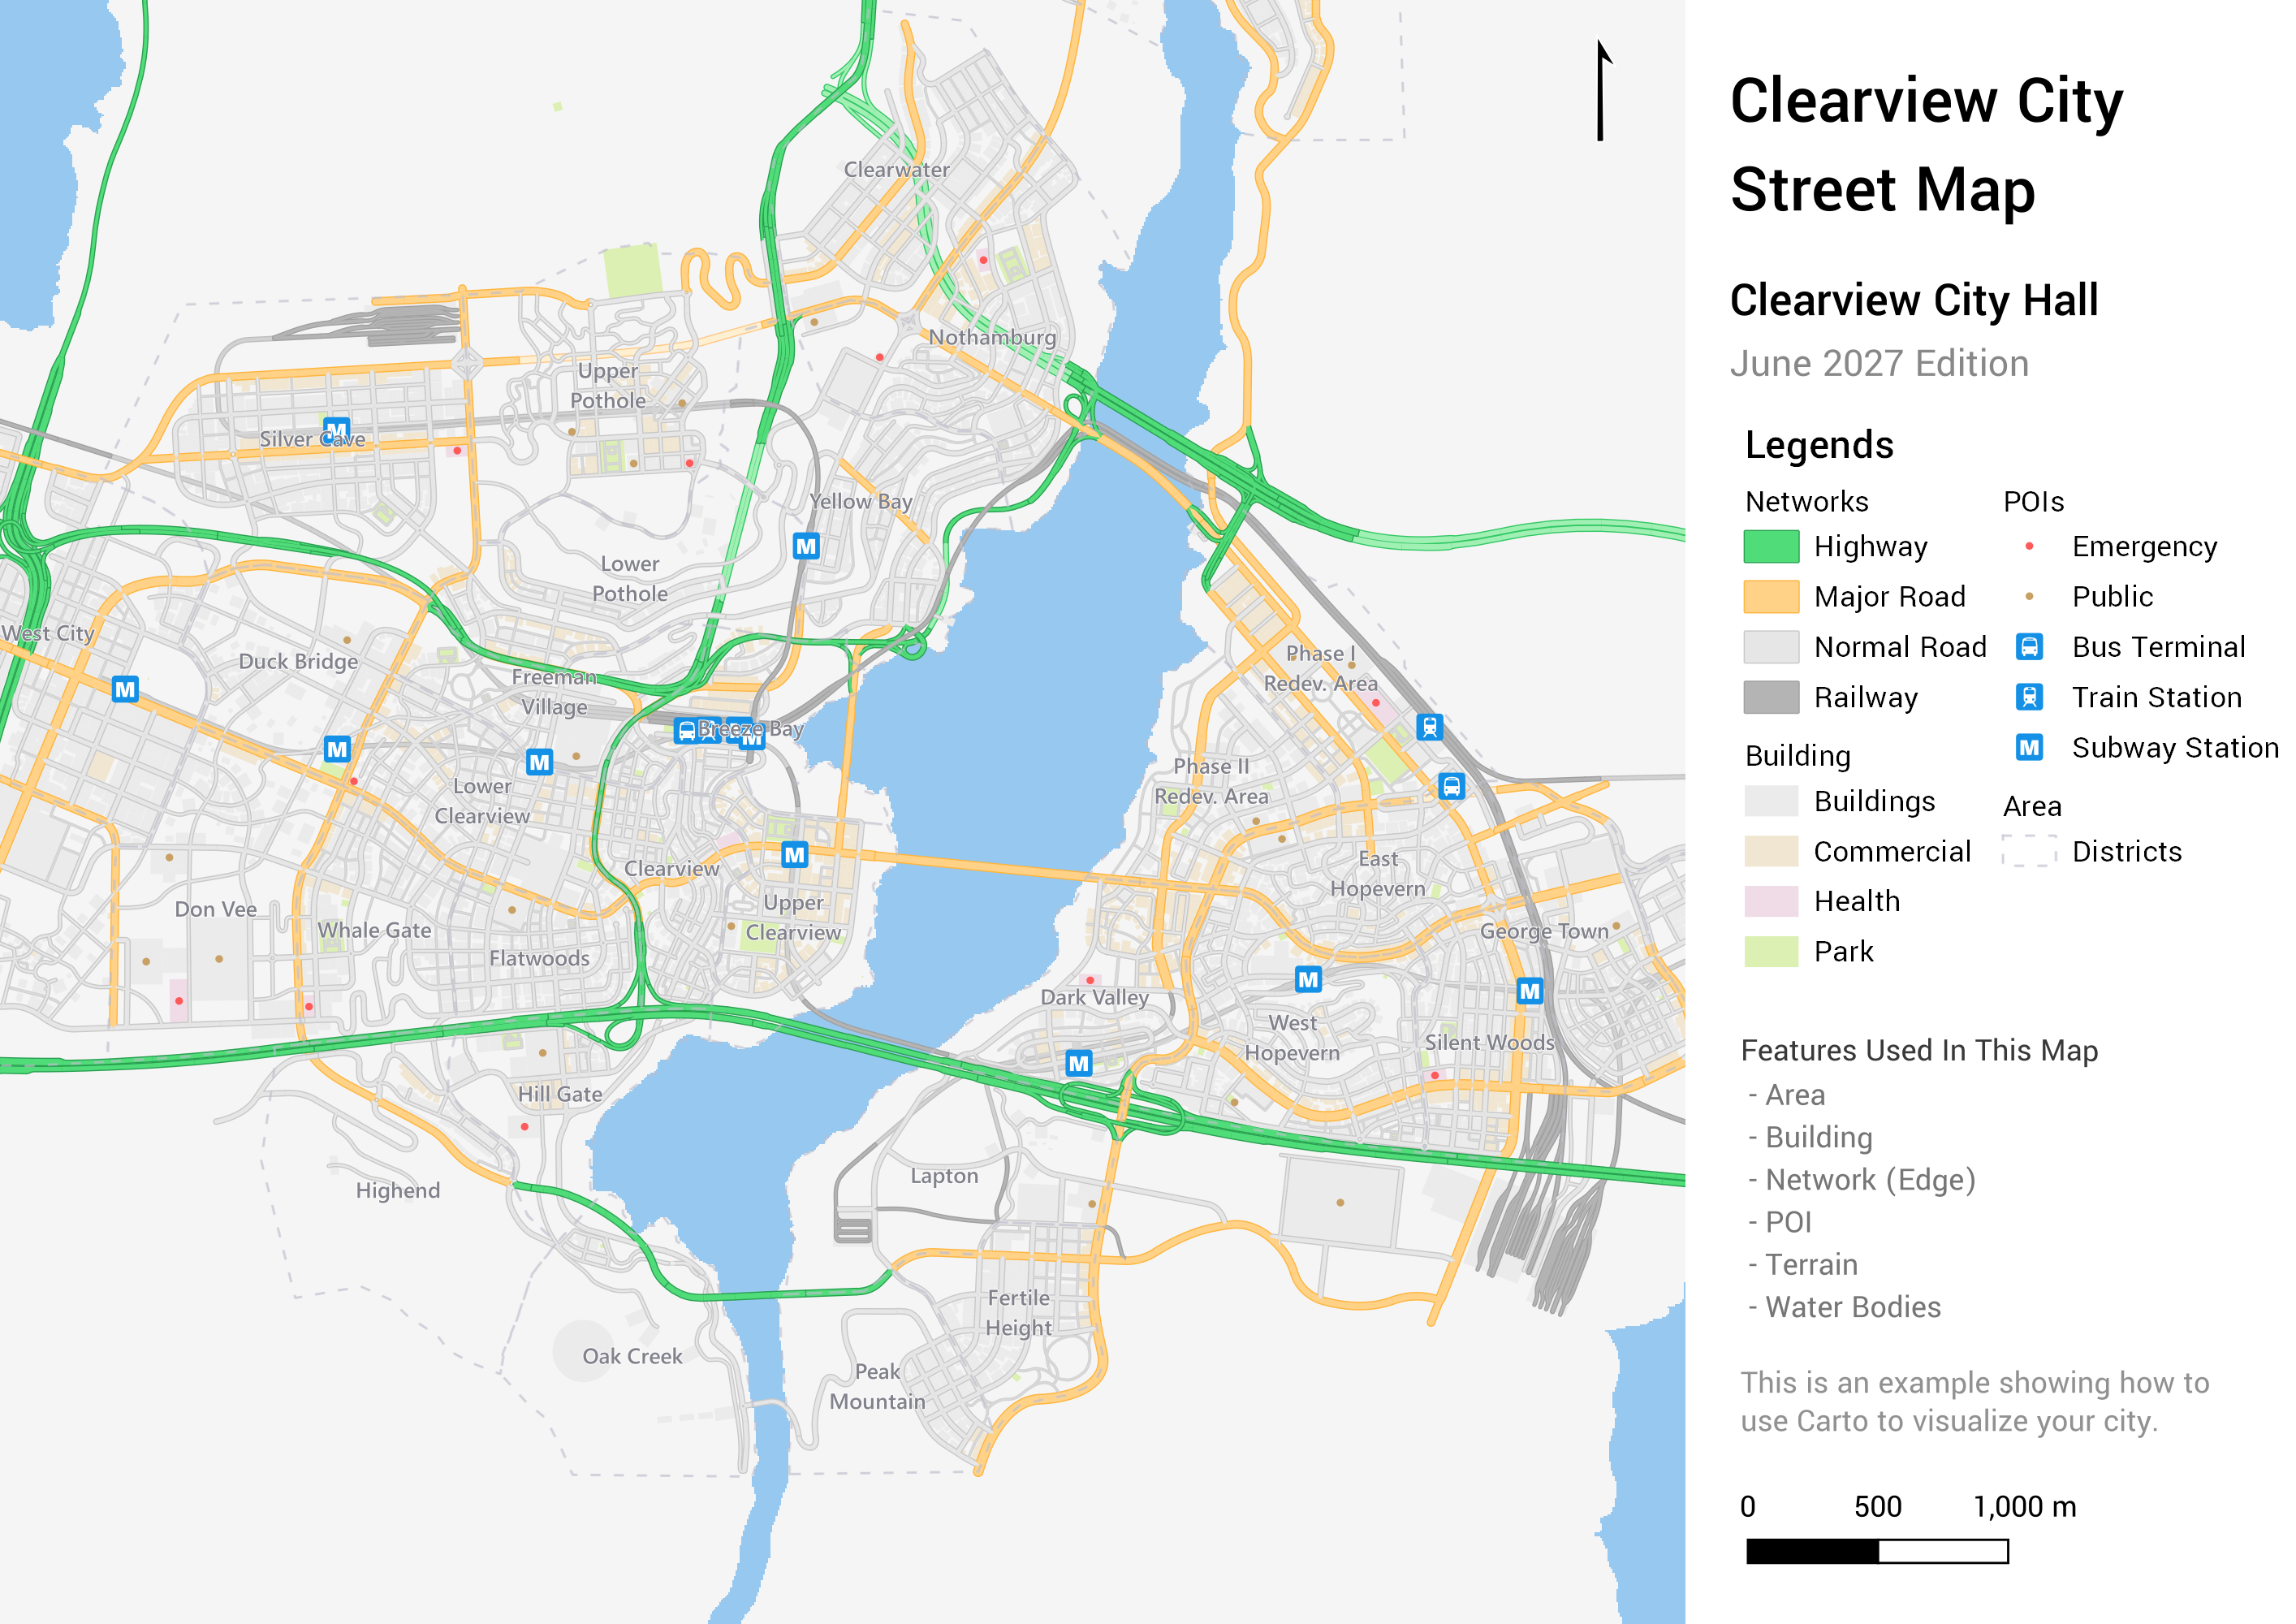 Clearview City
Street Map
Clearview City Hall
June 2027 Edition
Legends
Networks
Highway
Major Road
Normal Road
Railway
Building
Buildings
Commercial
Health
Park
POIs
Emergency
Public
Bus Terminal
Train Station
M Subway Station
Area
Districts
Features Used In This Map
- Area
- Building
- Network (Edge)
- POI
- Terrain
- Water Bodies
This is an example showing how to
use Carto to visualize your city.
0 500 1,000 m
Clearwater
Nothamburg
Upper
Pothole
M
Silver Cave
Yellow Bay
M
Lower
Pothole
West City
Duck Bridge
M
Freeman
Village
Breeze Bay
M
M
M
Lower
Clearview
Clearview
M
Upper
Clearview
Don Vee
Whale Gate
Flatwoods
Hill Gate
Highend
Oak Creek
Phase I
Redev. Area
Phase II
Redev. Area
East
Hopevern
George Town
M
M
Dark Valley
West
Hopevern
Silent Woods
M
Lapton
Fertile
Height
Peak
Mountain